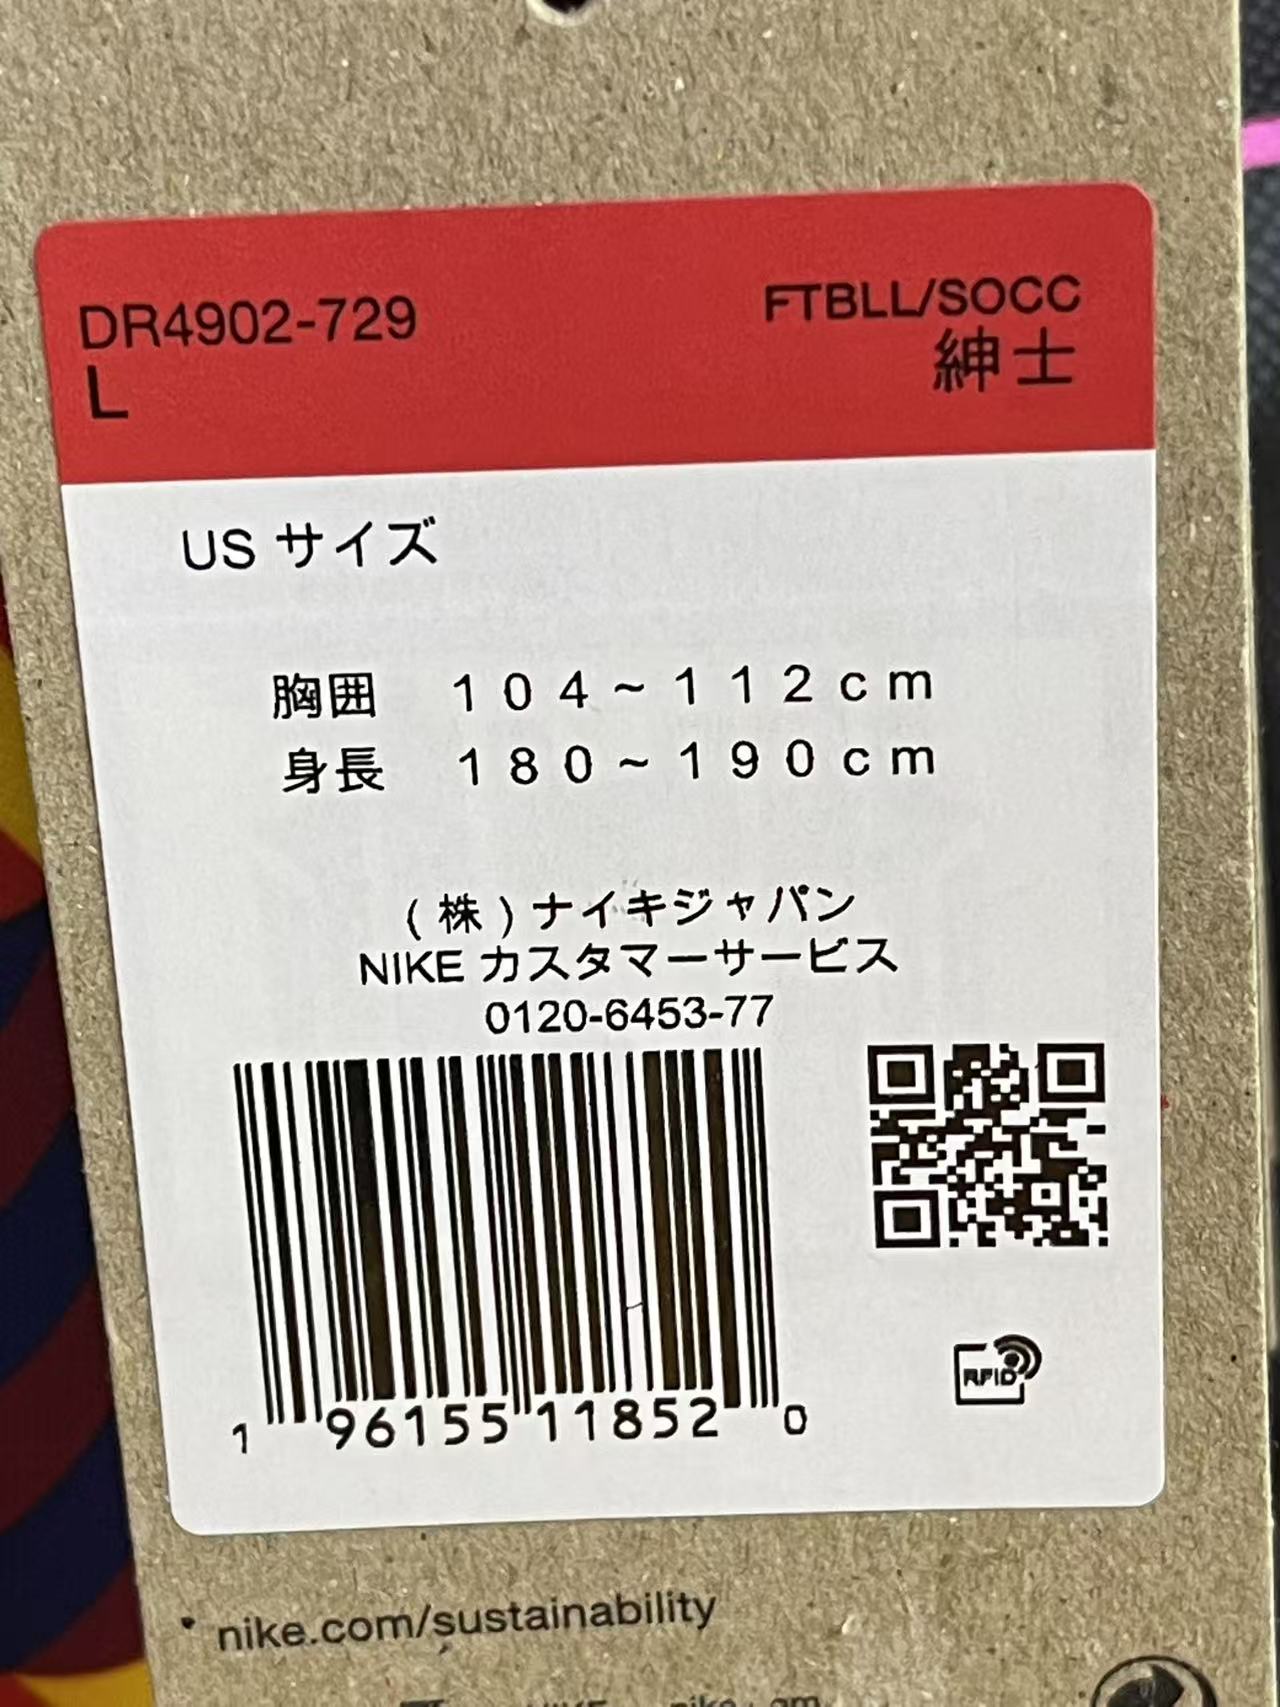 DR4902-729
L
FTBLL/SOCC
紳士
US サイズ
胸囲 104~112cm
身長 180~190cm
(株)ナイキジャパン
NIKE カスタマーサービス
0120-6453-77
1 96155 11852 0
RFID
* nike.com/sustainability